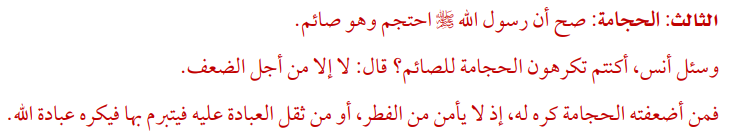 الثالث: الحجامة: صح أن رسول الله ﷺ احتجم وهو صائم.
وسئل أنس، أكنتم تكرهون الحجامة للصائم؟ قال: لا إلا من أجل الضعف.
فمن أضعفته الحجامة كره له، إذ لا يأمن من الفطر، أو من ثقل العبادة عليه فيتبرم بها فيكره عبادة الله.